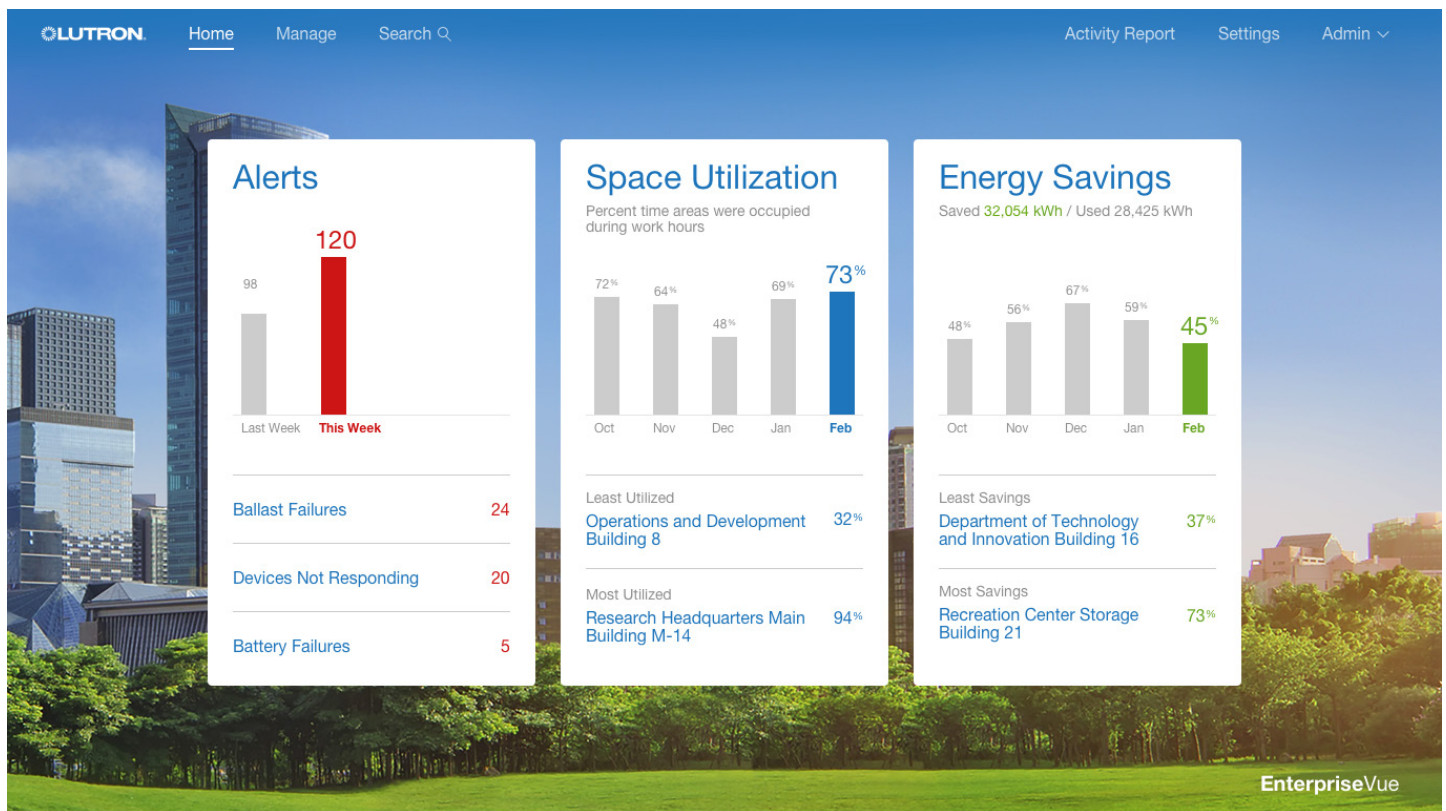 LUTRON.
Home
Manage
Search
Activity Report
Settings
Admin
Alerts
120
98
Last Week
This Week
Ballast Failures 24
Devices Not Responding 20
Battery Failures 5
Space Utilization
Percent time areas were occupied
during work hours
72%
64%
48%
69%
73%
Oct
Nov
Dec
Jan
Feb
Least Utilized
Operations and Development 32%
Building 8
Most Utilized
Research Headquarters Main 94%
Building M-14
Energy Savings
Saved 32,054 kWh / Used 28,425 kWh
48%
56%
67%
59%
45%
Oct
Nov
Dec
Jan
Feb
Least Savings
Department of Technology 37%
and Innovation Building 16
Most Savings
Recreation Center Storage 73%
Building 21
EnterpriseVue